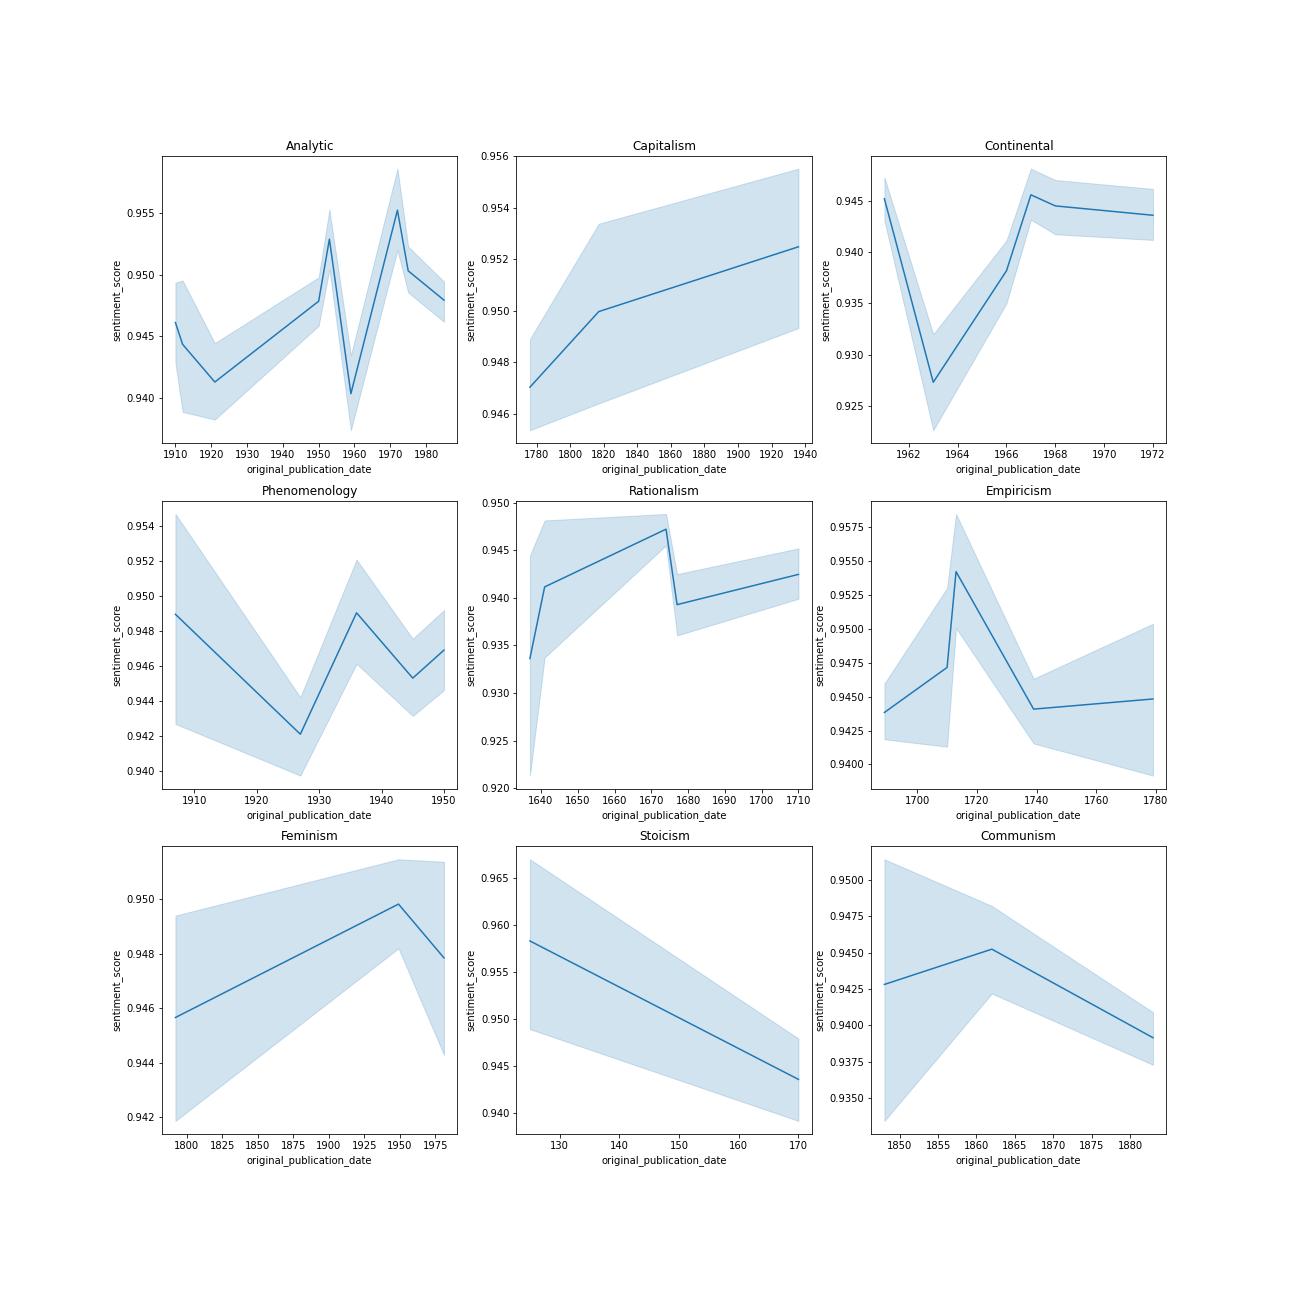 Analytic
0.955
0.950
0.945
0.940
sentiment_score
1910 1920 1930 1940 1950 1960 1970 1980
original_publication_date
Capitalism
0.956
0.954
0.952
0.950
0.948
0.946
sentiment_score
1780 1800 1820 1840 1860 1880 1900 1920 1940
original_publication_date
Continental
0.945
0.940
0.935
0.930
0.925
sentiment_score
1962 1964 1966 1968 1970 1972
original_publication_date
Phenomenology
0.954
0.952
0.950
0.948
0.946
0.944
0.942
0.940
sentiment_score
1910 1920 1930 1940 1950
original_publication_date
Rationalism
0.950
0.945
0.940
0.935
0.930
0.925
0.920
sentiment_score
1640 1650 1660 1670 1680 1690 1700 1710
original_publication_date
Empiricism
0.9575
0.9550
0.9525
0.9500
0.9475
0.9450
0.9425
0.9400
sentiment_score
1700 1720 1740 1760 1780
original_publication_date
Feminism
0.950
0.948
0.946
0.944
0.942
sentiment_score
1800 1825 1850 1875 1900 1925 1950 1975
original_publication_date
Stoicism
0.965
0.960
0.955
0.950
0.945
0.940
sentiment_score
130 140 150 160 170
original_publication_date
Communism
0.9500
0.9475
0.9450
0.9425
0.9400
0.9375
0.9350
sentiment_score
1850 1855 1860 1865 1870 1875 1880
original_publication_date